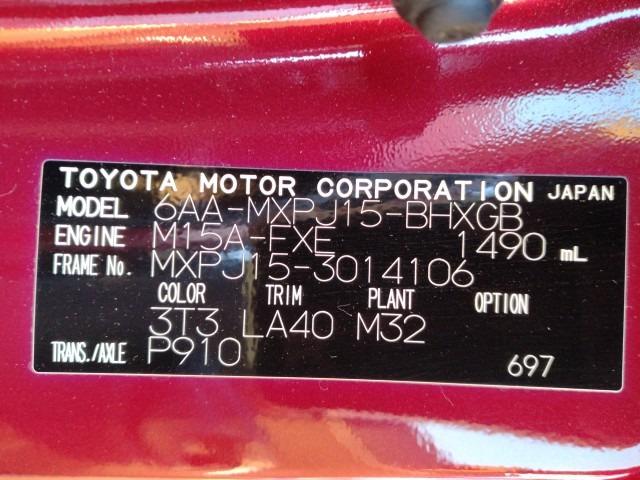 TOYOTA MOTOR CORPORATION JAPAN
MODEL 6AA-MXPJ15-BHXGB
ENGINE M15A-FXE 1490 mL
FRAME No. MXPJ15-3014106
COLOR TRIM PLANT OPTION
3T3 LA40 M32
TRANS./AXLE P910 697